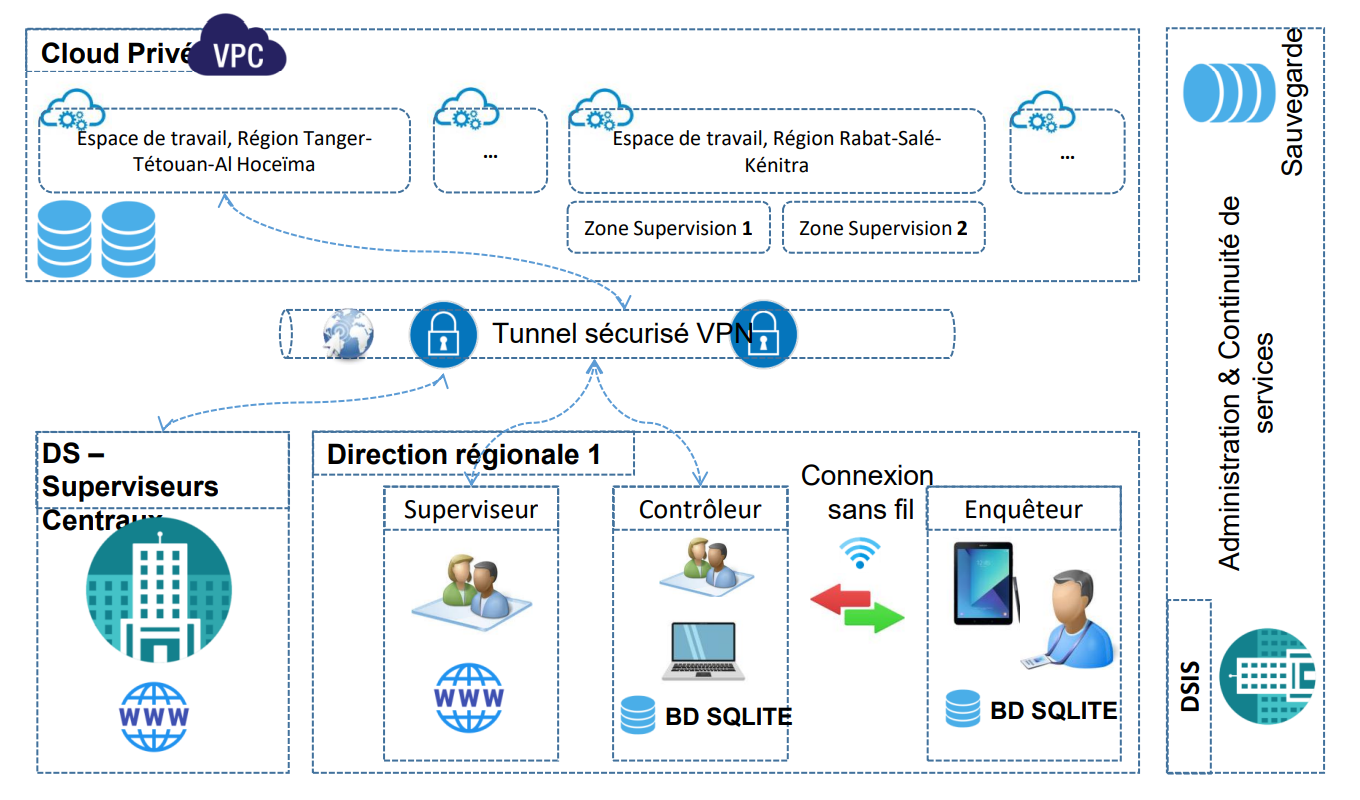 Cloud Privé
VPC
Espace de travail, Région Tanger-
Tétouan-Al Hoceïma
...
Espace de travail, Région Rabat-Salé-
Kénitra
...
Zone Supervision 1
Zone Supervision 2
Tunnel sécurisé VPN
DS –
Superviseurs
Centraux
WWW
Direction régionale 1
Superviseur
WWW
Contrôleur
BD SQLITE
Connexion
sans fil
Enquêteur
BD SQLITE
Sauvegarde
Administration & Continuité de
services
DSIS